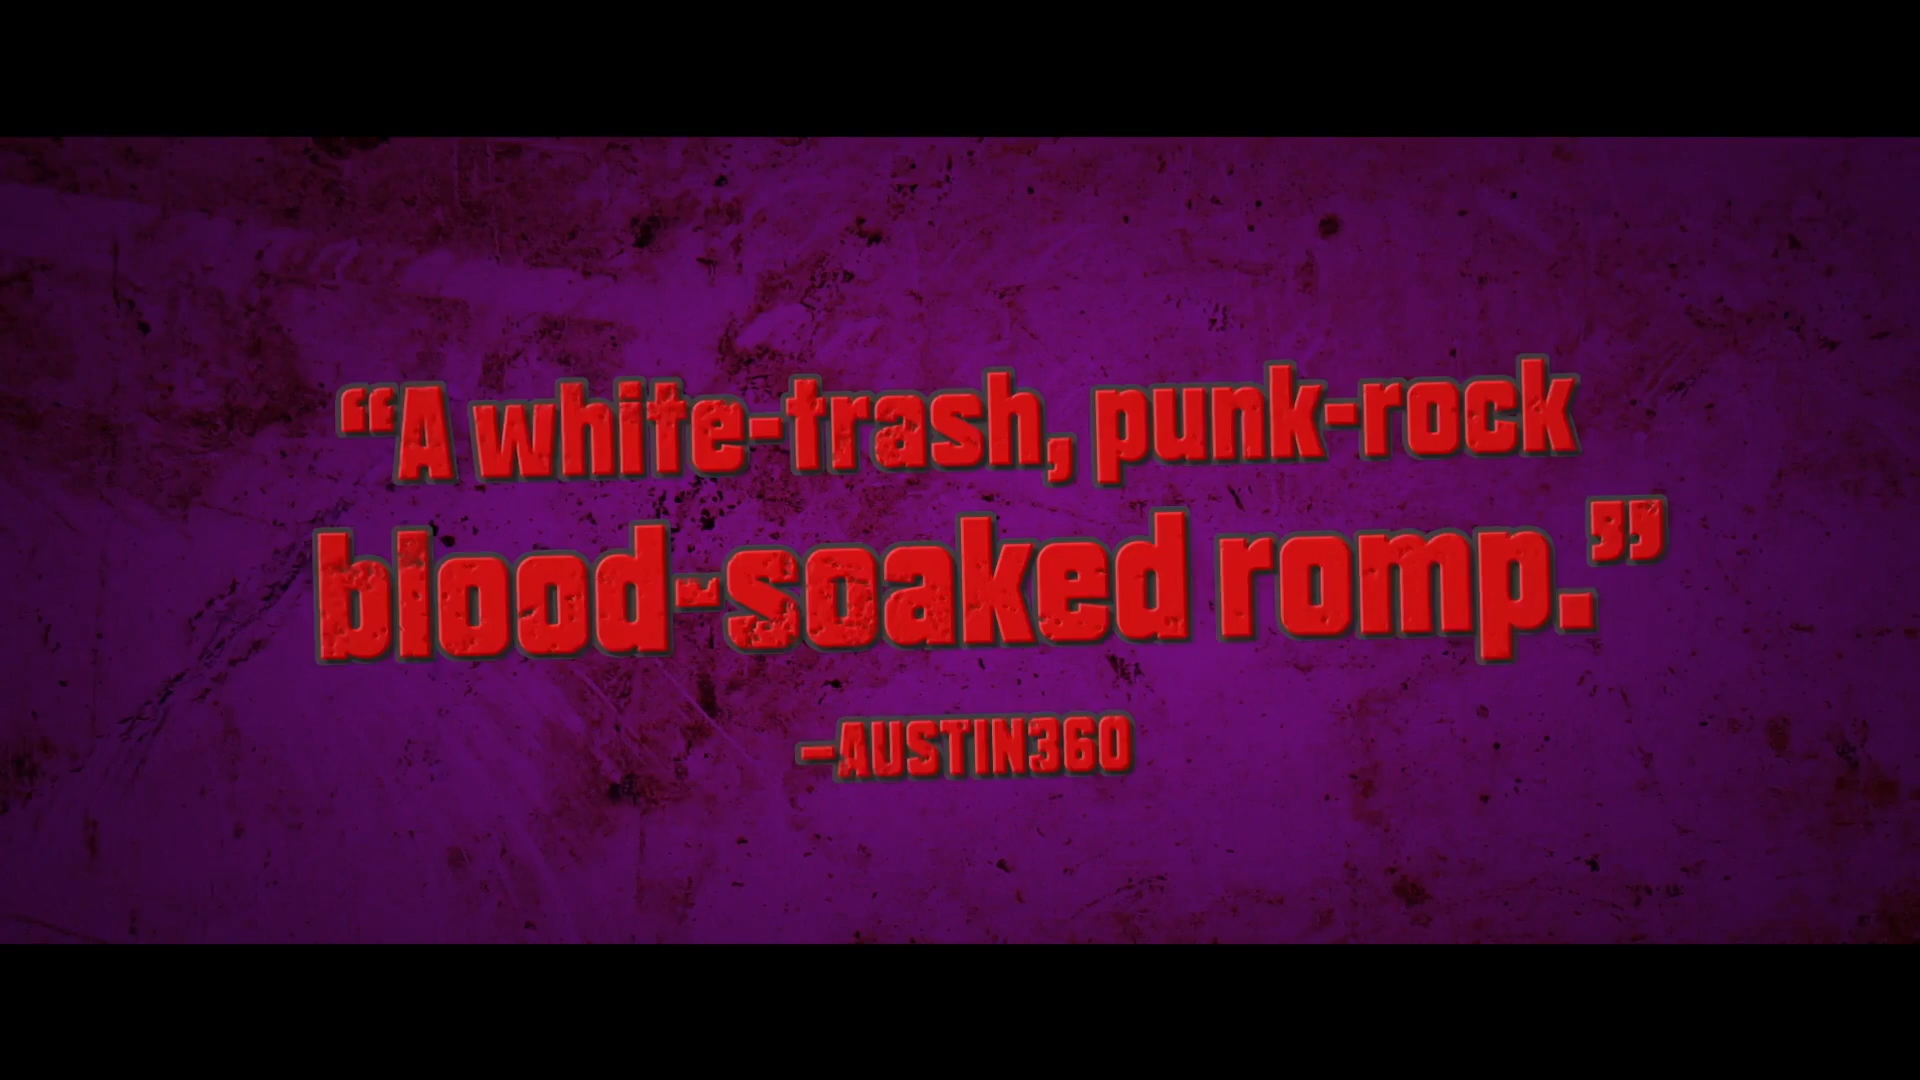 “A white-trash, punk-rock
blood-soaked romp.”
–AUSTIN360